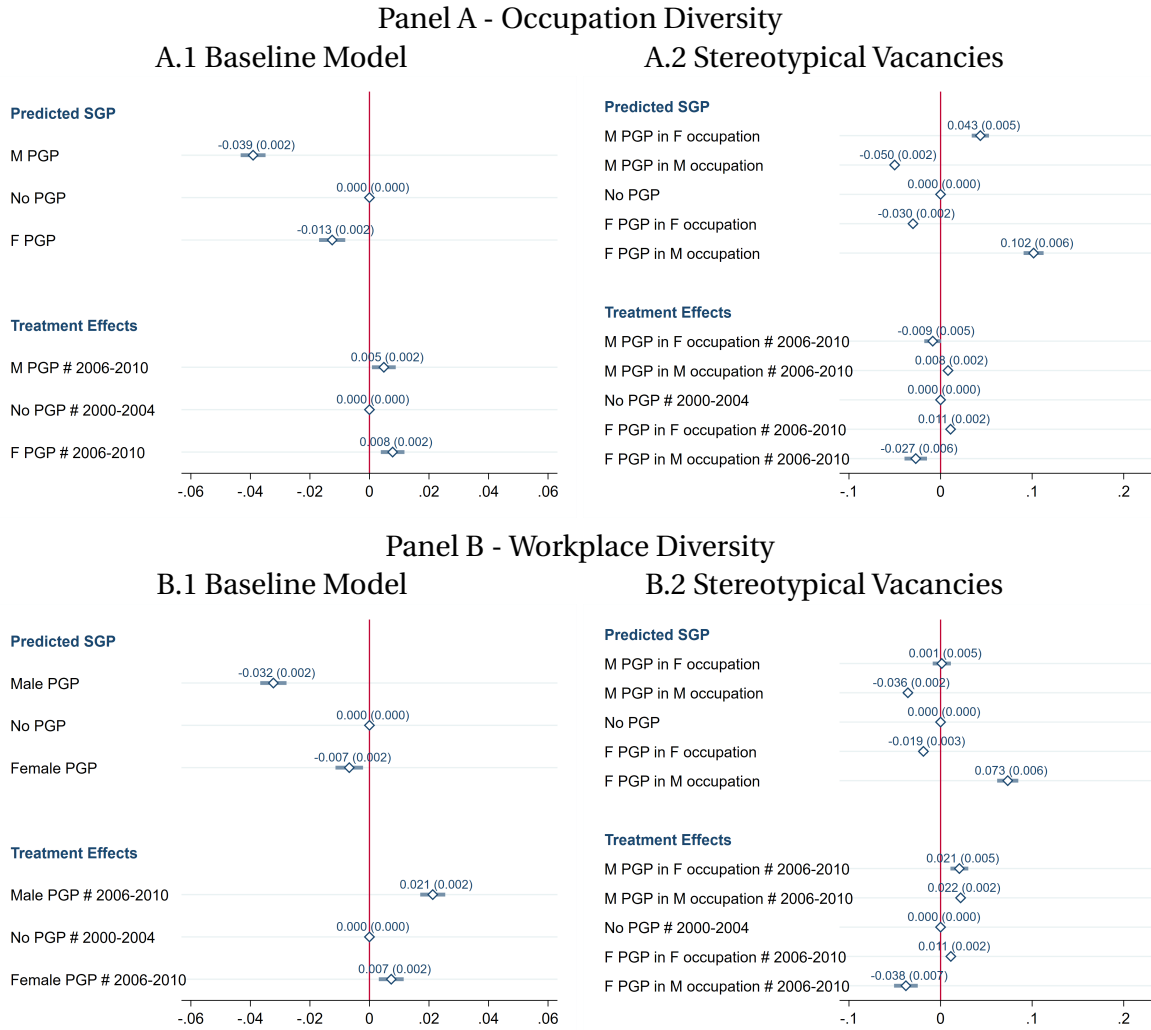 Panel A - Occupation Diversity
A.1 Baseline Model
Predicted SGP
M PGP
-0.039 (0.002)
No PGP
0.000 (0.000)
F PGP
-0.013 (0.002)
Treatment Effects
M PGP # 2006-2010
0.005 (0.002)
No PGP # 2000-2004
0.000 (0.000)
F PGP # 2006-2010
0.008 (0.002)
-.06 -.04 -.02 0 .02 .04 .06
A.2 Stereotypical Vacancies
Predicted SGP
M PGP in F occupation
0.043 (0.005)
M PGP in M occupation
-0.050 (0.002)
No PGP
0.000 (0.000)
F PGP in F occupation
-0.030 (0.002)
F PGP in M occupation
0.102 (0.006)
Treatment Effects
M PGP in F occupation # 2006-2010
-0.009 (0.005)
M PGP in M occupation # 2006-2010
0.008 (0.002)
No PGP # 2000-2004
0.000 (0.000)
F PGP in F occupation # 2006-2010
0.011 (0.002)
F PGP in M occupation # 2006-2010
-0.027 (0.006)
-.1 0 .1 .2
Panel B - Workplace Diversity
B.1 Baseline Model
Predicted SGP
Male PGP
-0.032 (0.002)
No PGP
0.000 (0.000)
Female PGP
-0.007 (0.002)
Treatment Effects
Male PGP # 2006-2010
0.021 (0.002)
No PGP # 2000-2004
0.000 (0.000)
Female PGP # 2006-2010
0.007 (0.002)
-.06 -.04 -.02 0 .02 .04 .06
B.2 Stereotypical Vacancies
Predicted SGP
M PGP in F occupation
0.001 (0.005)
M PGP in M occupation
-0.036 (0.002)
No PGP
0.000 (0.000)
F PGP in F occupation
-0.019 (0.003)
F PGP in M occupation
0.073 (0.006)
Treatment Effects
M PGP in F occupation # 2006-2010
0.021 (0.005)
M PGP in M occupation # 2006-2010
0.022 (0.002)
No PGP # 2000-2004
0.000 (0.000)
F PGP in F occupation # 2006-2010
0.011 (0.002)
F PGP in M occupation # 2006-2010
-0.038 (0.007)
-.1 0 .1 .2